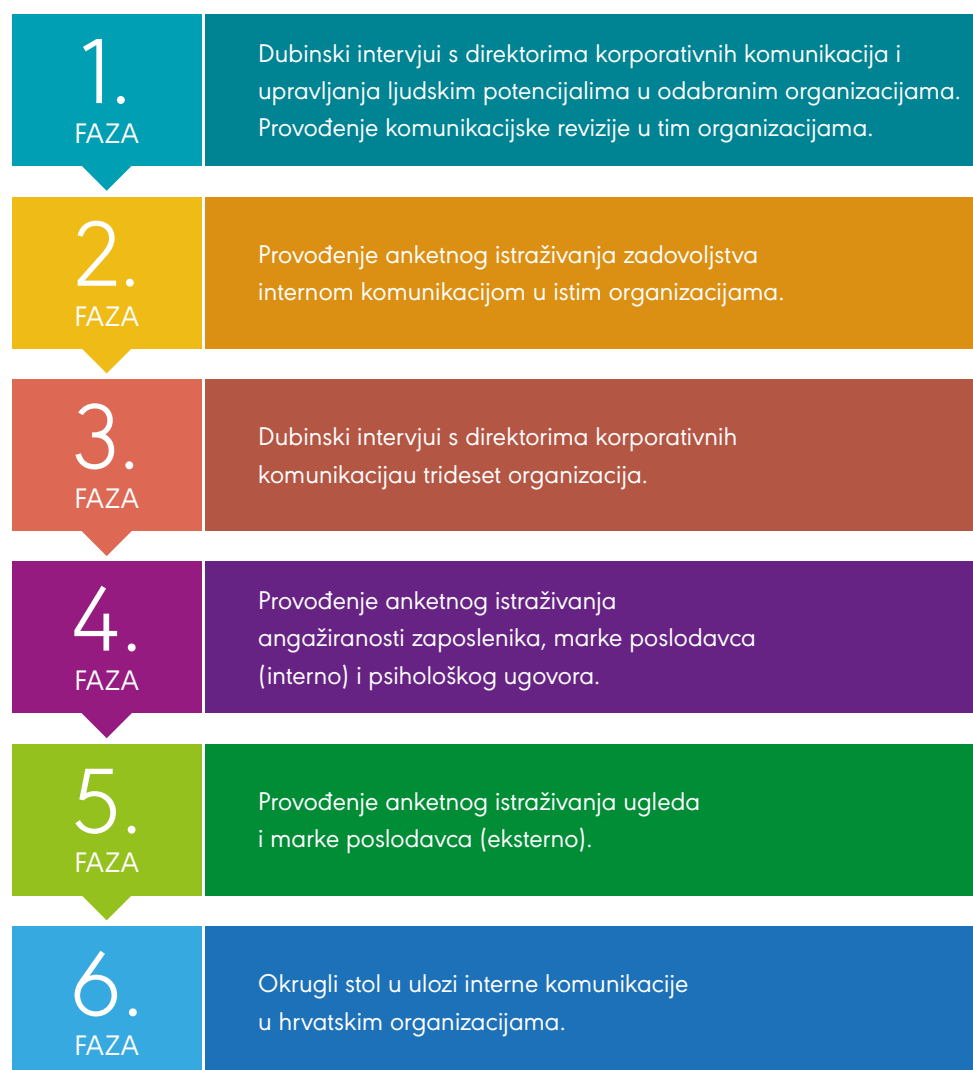 1.
FAZA
Dubinski intervjui s direktorima korporativnih komunikacija i
upravljanja ljudskim potencijalima u odabranim organizacijama.
Provođenje komunikacijske revizije u tim organizacijama.
2.
FAZA
Provođenje anketnog istraživanja zadovoljstva
internom komunikacijom u istim organizacijama.
3.
FAZA
Dubinski intervjui s direktorima korporativnih
komunikacijau trideset organizacija.
4.
FAZA
Provođenje anketnog istraživanja
angažiranosti zaposlenika, marke poslodavca
(interno) i psihološkog ugovora.
5.
FAZA
Provođenje anketnog istraživanja ugleda
i marke poslodavca (eksterno).
6.
FAZA
Okrugli stol u ulozi interne komunikacije
u hrvatskim organizacijama.